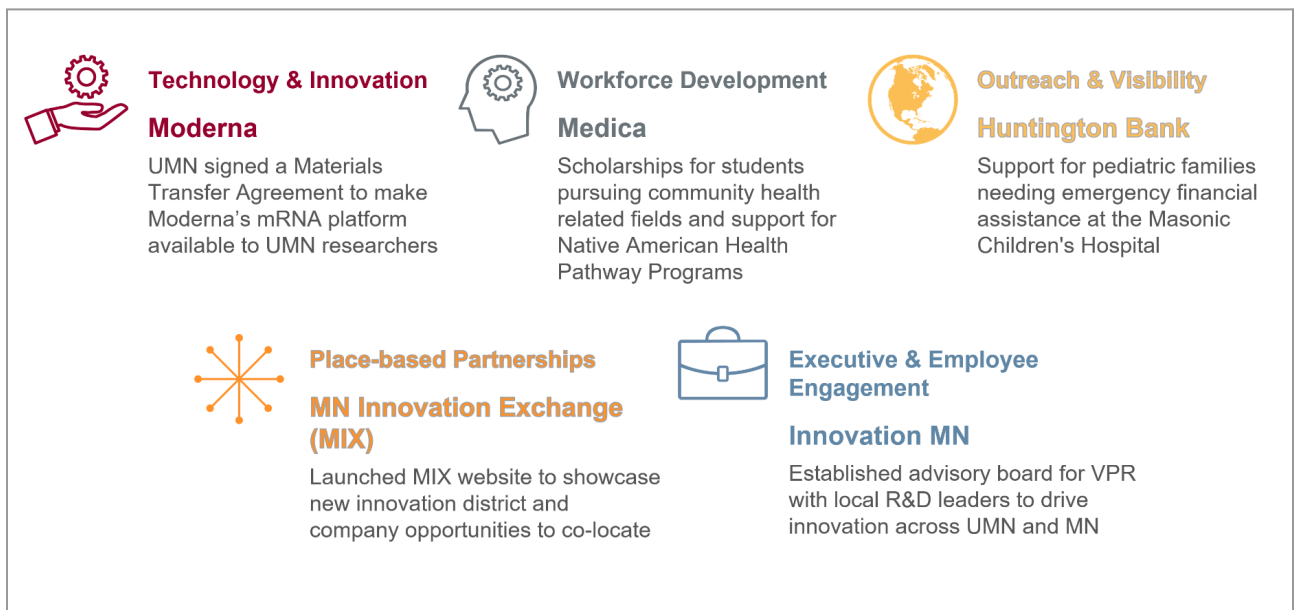 Technology & Innovation
Moderna
UMN signed a Materials
Transfer Agreement to make
Moderna’s mRNA platform
available to UMN researchers
Workforce Development
Medica
Scholarships for students
pursuing community health
related fields and support for
Native American Health
Pathway Programs
Outreach & Visibility
Huntington Bank
Support for pediatric families
needing emergency financial
assistance at the Masonic
Children's Hospital
Place-based Partnerships
MN Innovation Exchange
(MIX)
Launched MIX website to showcase
new innovation district and
company opportunities to co-locate
Executive & Employee
Engagement
Innovation MN
Established advisory board for VPR
with local R&D leaders to drive
innovation across UMN and MN